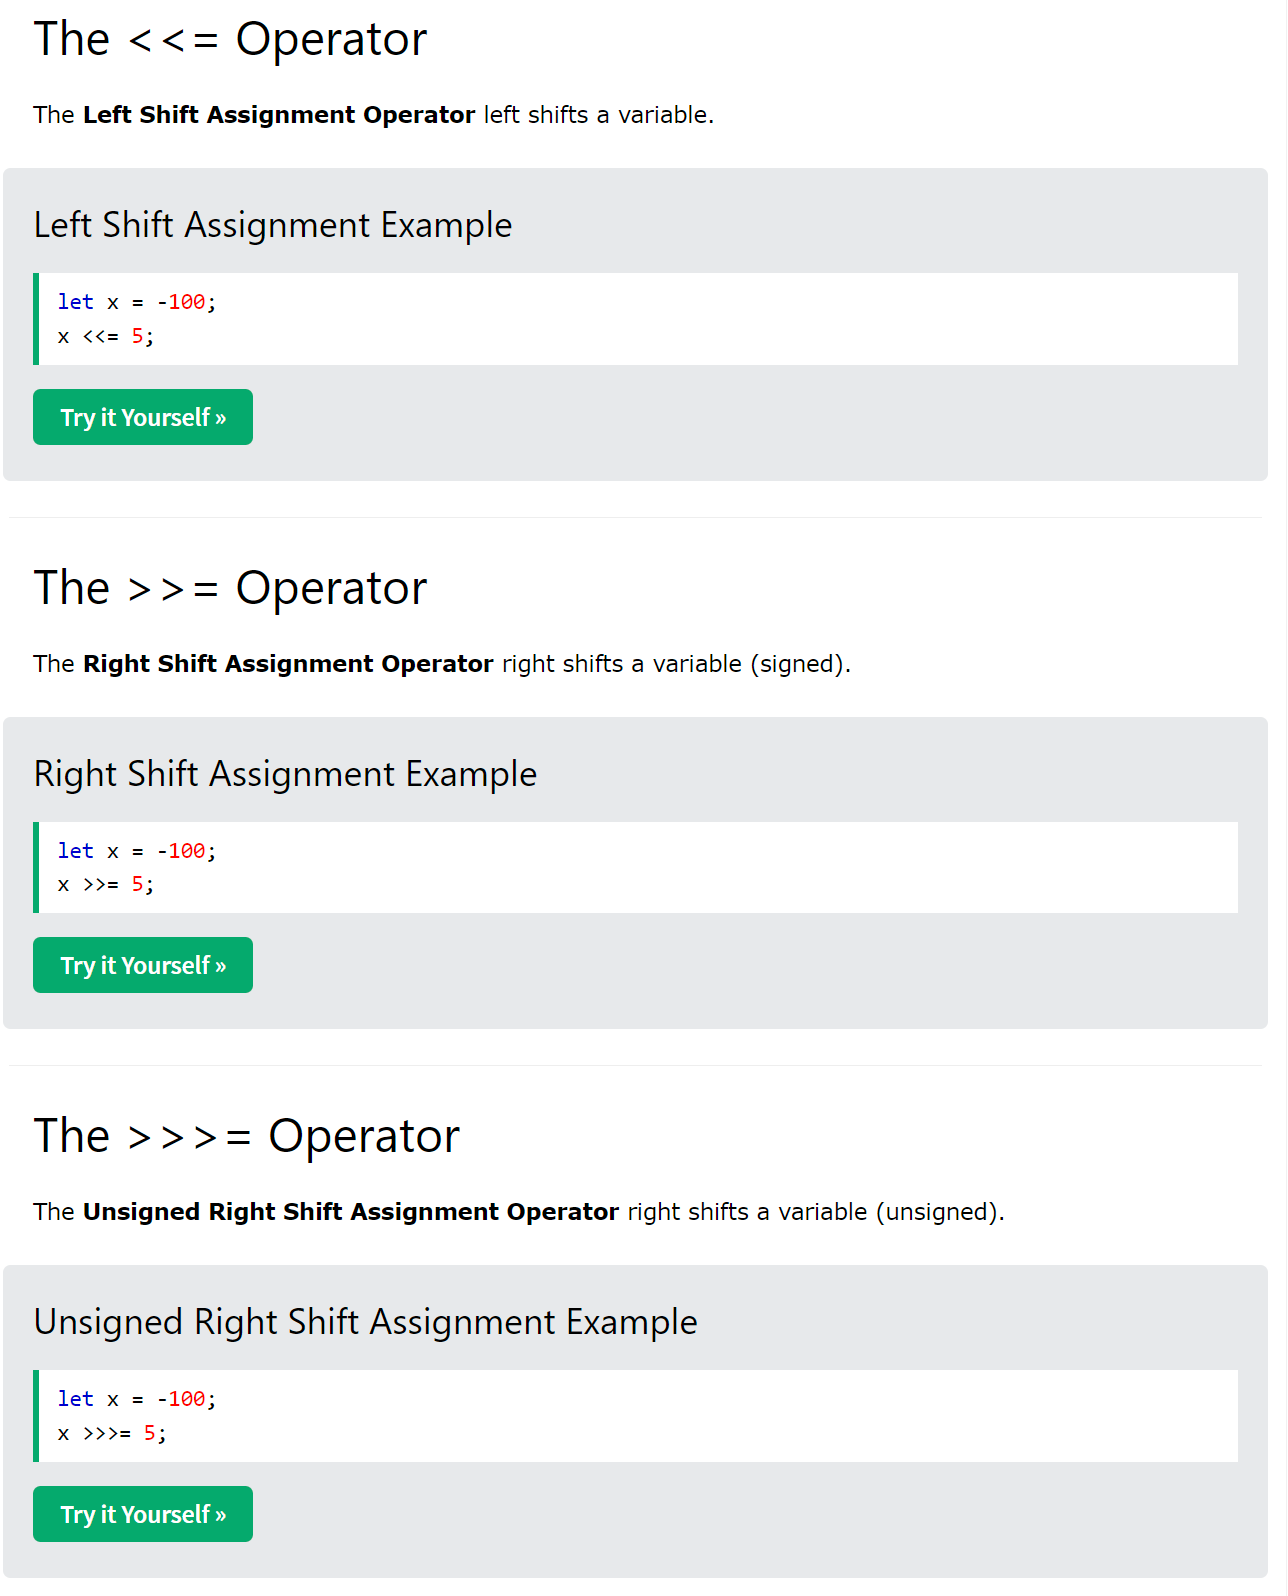 The <<= Operator
The Left Shift Assignment Operator left shifts a variable.
Left Shift Assignment Example
let x = -100;
x <<= 5;
Try it Yourself »
The >>= Operator
The Right Shift Assignment Operator right shifts a variable (signed).
Right Shift Assignment Example
let x = -100;
x >>= 5;
Try it Yourself »
The >>>= Operator
The Unsigned Right Shift Assignment Operator right shifts a variable (unsigned).
Unsigned Right Shift Assignment Example
let x = -100;
x >>>= 5;
Try it Yourself »